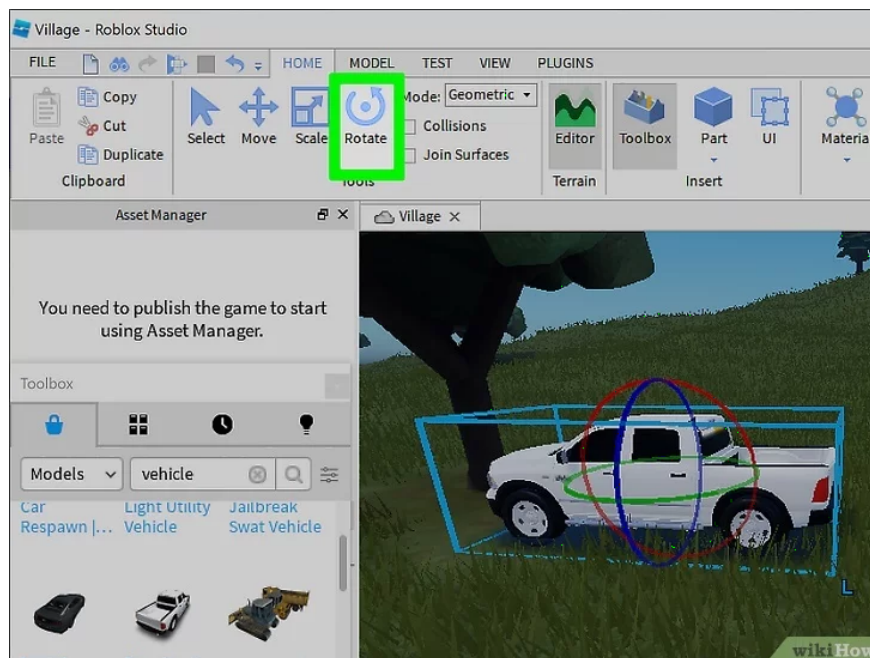 Village - Roblox Studio
FILE HOME MODEL TEST VIEW PLUGINS
Copy
Cut
Duplicate
Paste
Clipboard
Select Move Scale Rotate
Mode: Geometric
Collisions
Join Surfaces
Tools
Editor
Terrain
Toolbox Part UI
Insert
Materia
Asset Manager
Village
You need to publish the game to start
using Asset Manager.
Toolbox
Models vehicle
Car
Respawn |...
Light Utility
Vehicle
Jailbreak
Swat Vehicle
L
wikiHow